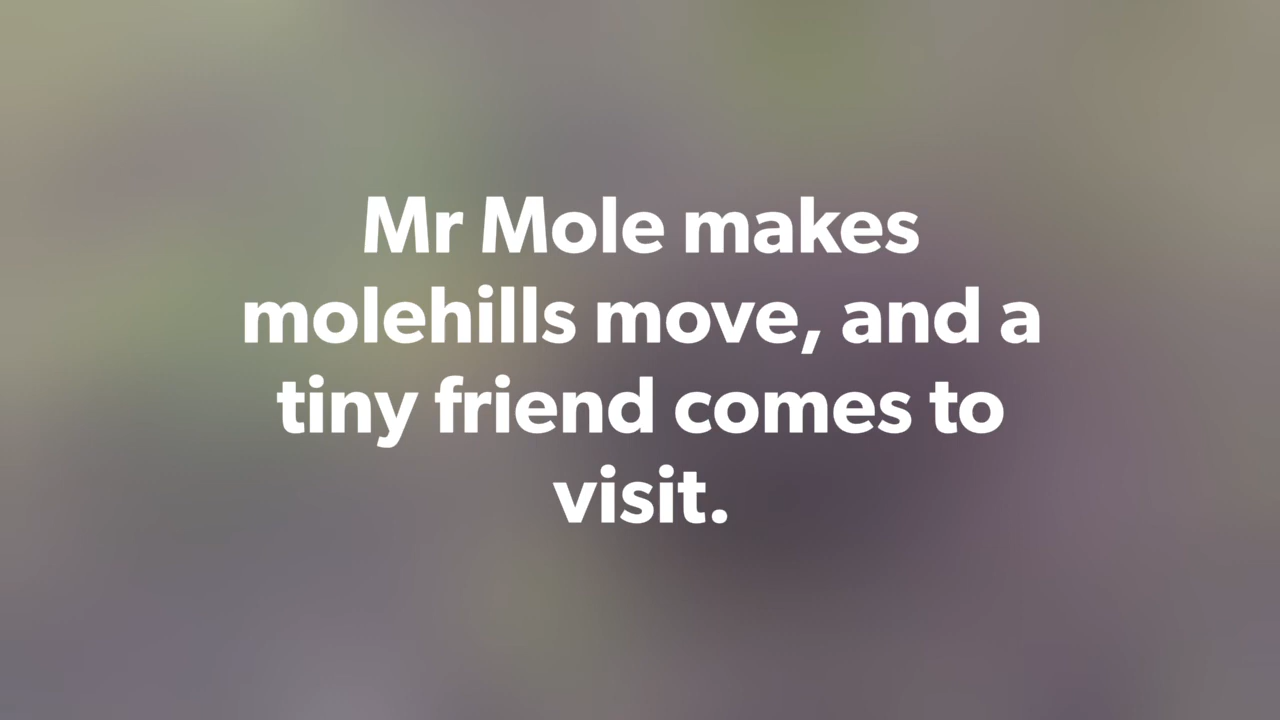 Mr Mole makes
molehills move, and a
tiny friend comes to
visit.